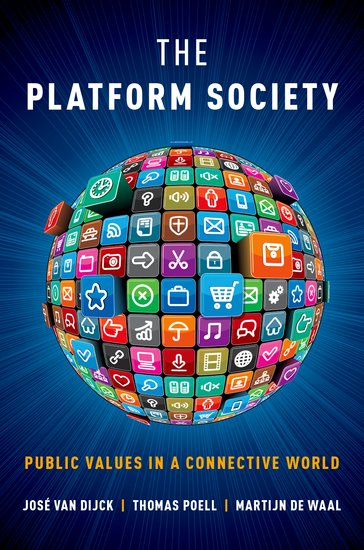 THE
PLATFORM SOCIETY
PUBLIC VALUES IN A CONNECTIVE WORLD
JOSÉ VAN DIJCK | THOMAS POELL | MARTIJN DE WAAL